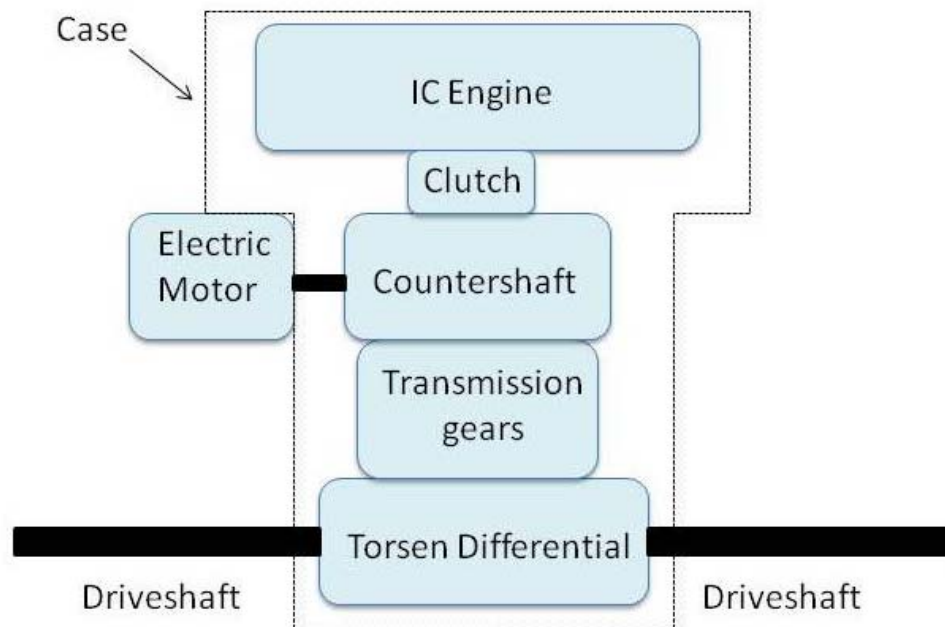 Case
IC Engine
Clutch
Electric
Motor
Countershaft
Transmission
gears
Torsen Differential
Driveshaft
Driveshaft